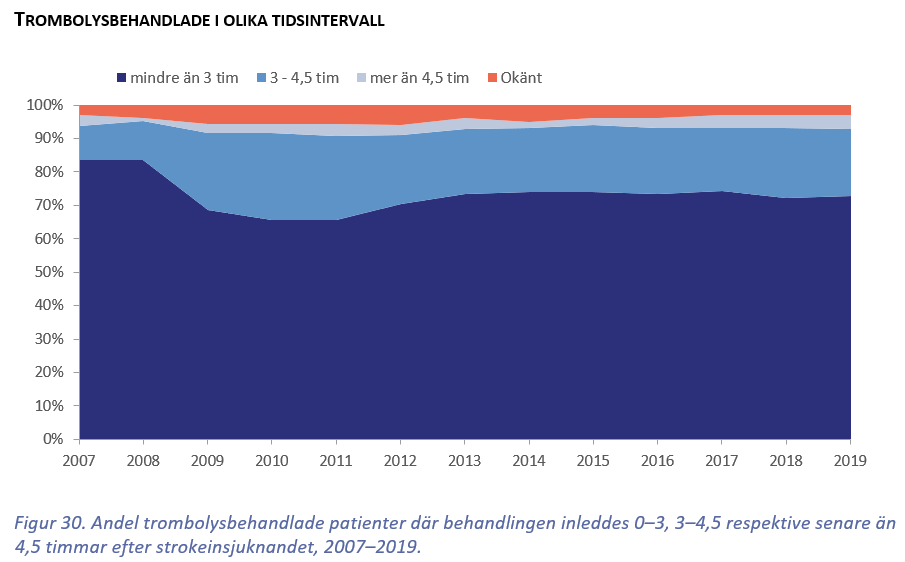 TROMBOLYSBEHANDLADE I OLIKA TIDSINTERVALL
mindre än 3 tim 3 - 4,5 tim mer än 4,5 tim Okänt
100%
90%
80%
70%
60%
50%
40%
30%
20%
10%
0%
2007 2008 2009 2010 2011 2012 2013 2014 2015 2016 2017 2018 2019
Figur 30. Andel trombolysbehandlade patienter där behandlingen inleddes 0–3, 3–4,5 respektive senare än
4,5 timmar efter strokeinsjuknandet, 2007–2019.